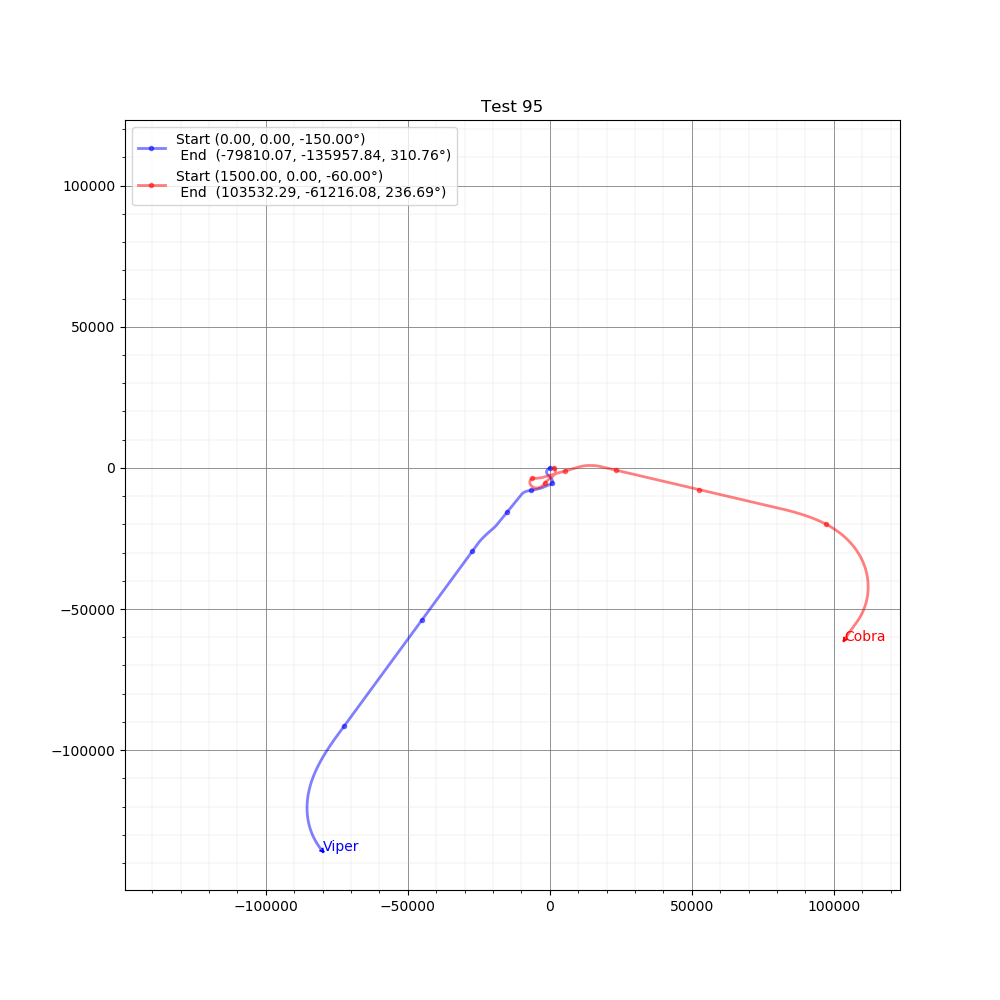 Test 95
Start (0.00, 0.00, -150.00°)
End  (-79810.07, -135957.84, 310.76°)
Start (1500.00, 0.00, -60.00°)
End  (103532.29, -61216.08, 236.69°)
100000
50000
0
−50000
−100000
Cobra
Viper
−100000
−50000
0
50000
100000